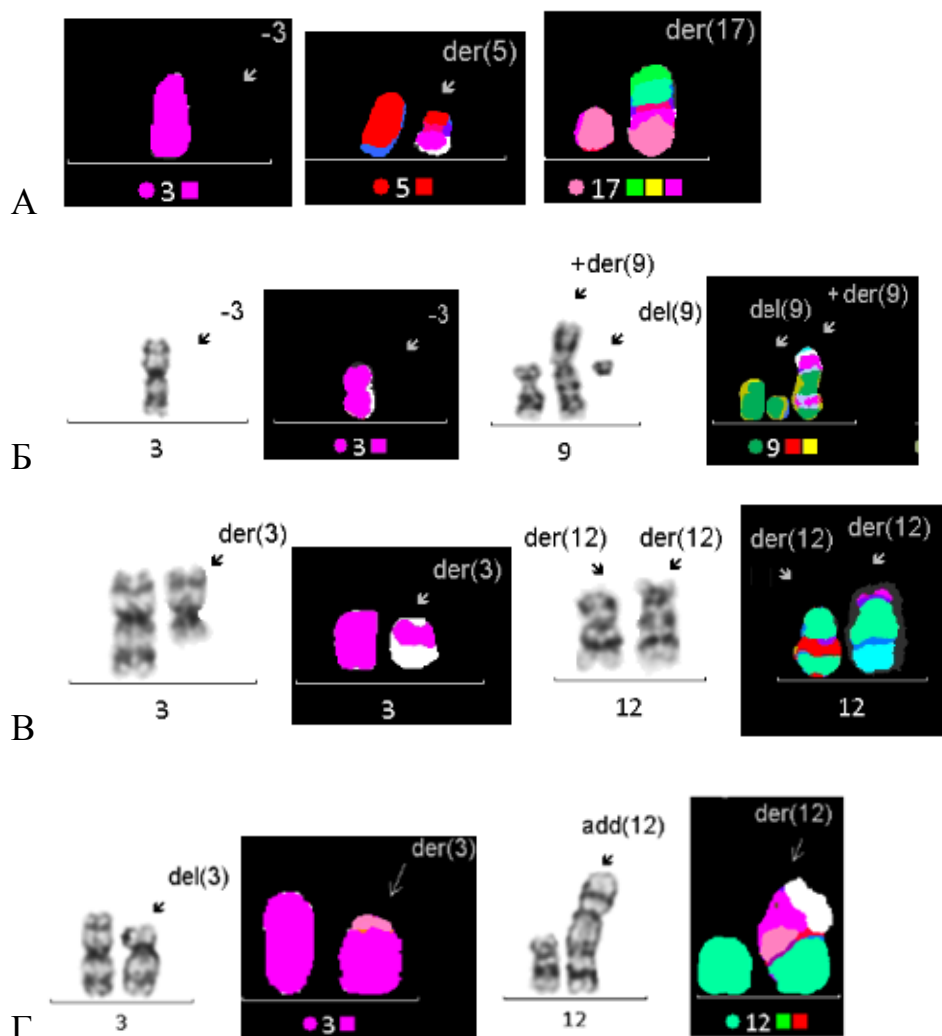 -3
der(5)
der(17)
3
5
17
А
-3
-3
+der(9)
del(9)
del(9)
+ der(9)
3
3
9
9
Б
der(3)
der(3)
der(12)
der(12)
der(12)
der(12)
3
3
12
12
В
del(3)
der(3)
add(12)
der(12)
3
3
12
12
Г